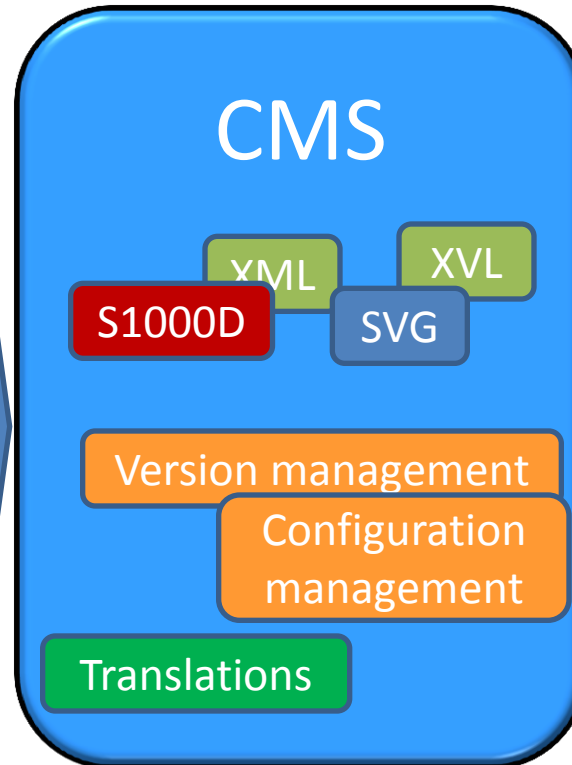 CMS
XML
XVL
S1000D
SVG
Version management
Configuration
management
Translations